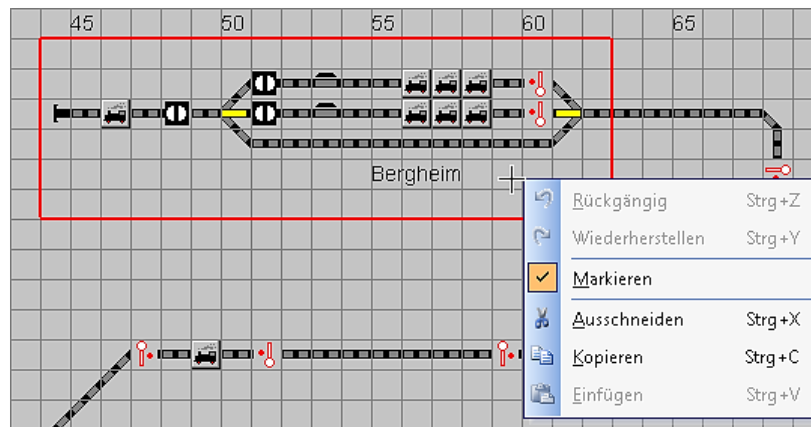 45 50 55 60 65
Bergheim
Rückgängig Strg+Z
Wiederherstellen Strg+Y
Markieren
Ausschneiden Strg+X
Kopieren Strg+C
Einfügen Strg+V